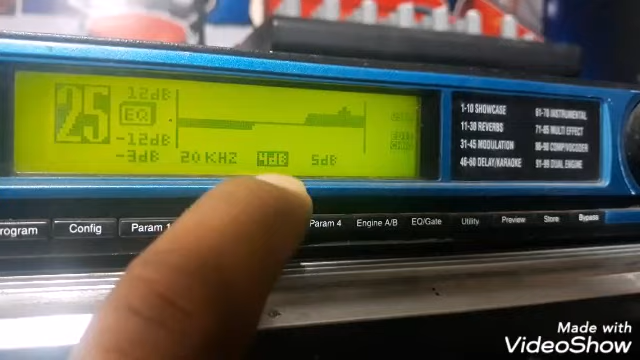 25
12dB
EQ
-12dB
-3dB 20KHZ 4dB 5dB
1-10 SHOWCASE
11-30 REVERBS
31-45 MODULATION
46-60 DELAY/KARAOKE
61-70 INSTRUMENTAL
71-85 MULTI EFFECT
86-90 COMP/VOCODER
91-99 DUAL ENGINE
rogram
Config
Param 1
Param 4
Engine A/B
EQ/Gate
Utility
Preview
Store
Bypass
Made with
VideoShow